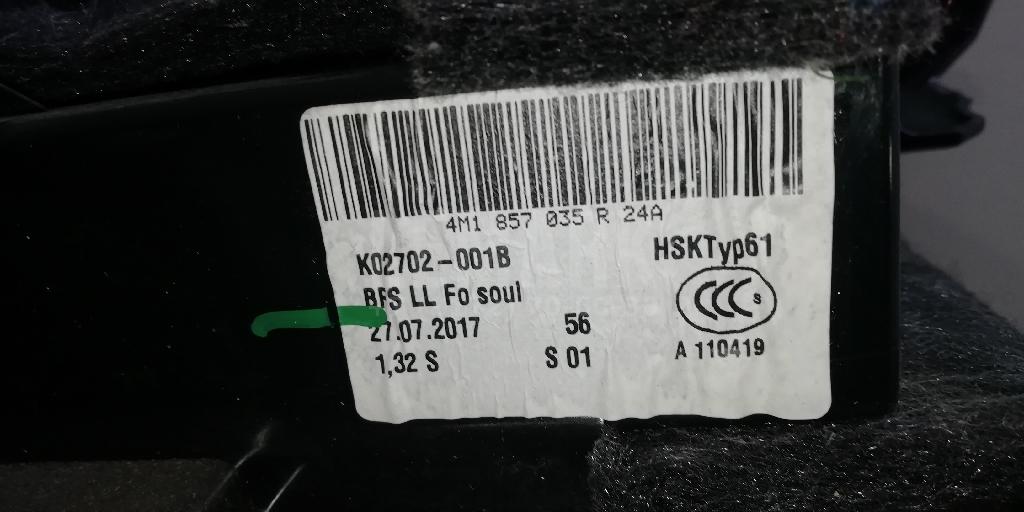 4M1 857 035 R 24A
K02702-001B HSKTyp61
BFS LL Fo soul
CCC S
27.07.2017 56
1,32 S S 01 A 110419